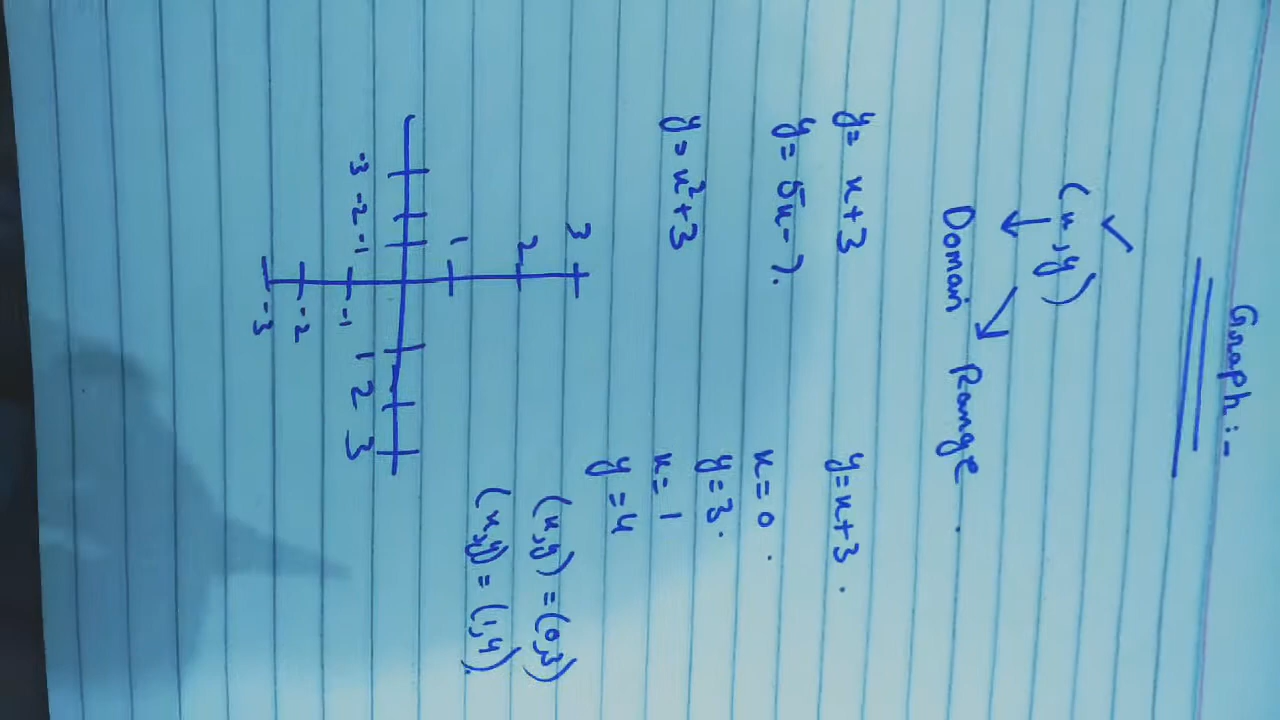 Graph:-
(x,y)
Domain Range.
y= x+3
y= 5x-7.
y= x²+3
y=x+3.
x=0.
y=3.
x=1
y=4
(x,y) = (0,3)
(x,y) = (1,4).
3
2
1
-3 -2 -1
1 2 3
-1
-2
-3